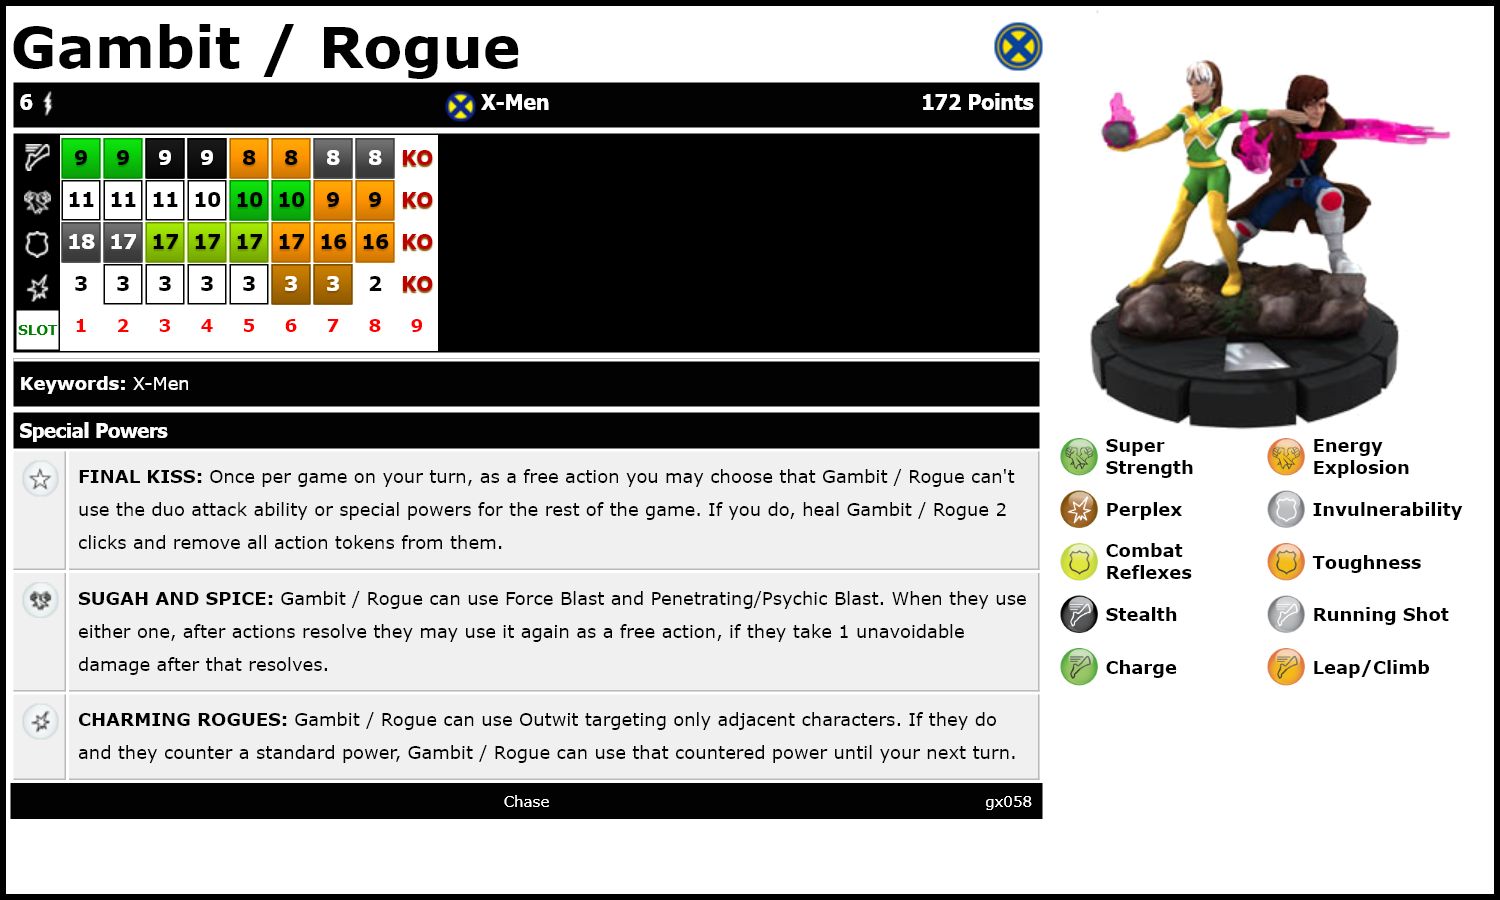 Gambit / Rogue
6 X-Men 172 Points
9 9 9 9 8 8 8 8 KO
11 11 11 10 10 10 9 9 KO
18 17 17 17 17 17 16 16 KO
3 3 3 3 3 3 3 2 KO
SLOT 1 2 3 4 5 6 7 8 9
Keywords: X-Men
Special Powers
FINAL KISS: Once per game on your turn, as a free action you may choose that Gambit / Rogue can't
use the duo attack ability or special powers for the rest of the game. If you do, heal Gambit / Rogue 2
clicks and remove all action tokens from them.
SUGAH AND SPICE: Gambit / Rogue can use Force Blast and Penetrating/Psychic Blast. When they use
either one, after actions resolve they may use it again as a free action, if they take 1 unavoidable
damage after that resolves.
CHARMING ROGUES: Gambit / Rogue can use Outwit targeting only adjacent characters. If they do
and they counter a standard power, Gambit / Rogue can use that countered power until your next turn.
Chase gx058
Super
Strength
Energy
Explosion
Perplex
Invulnerability
Combat
Reflexes
Toughness
Stealth
Running Shot
Charge
Leap/Climb